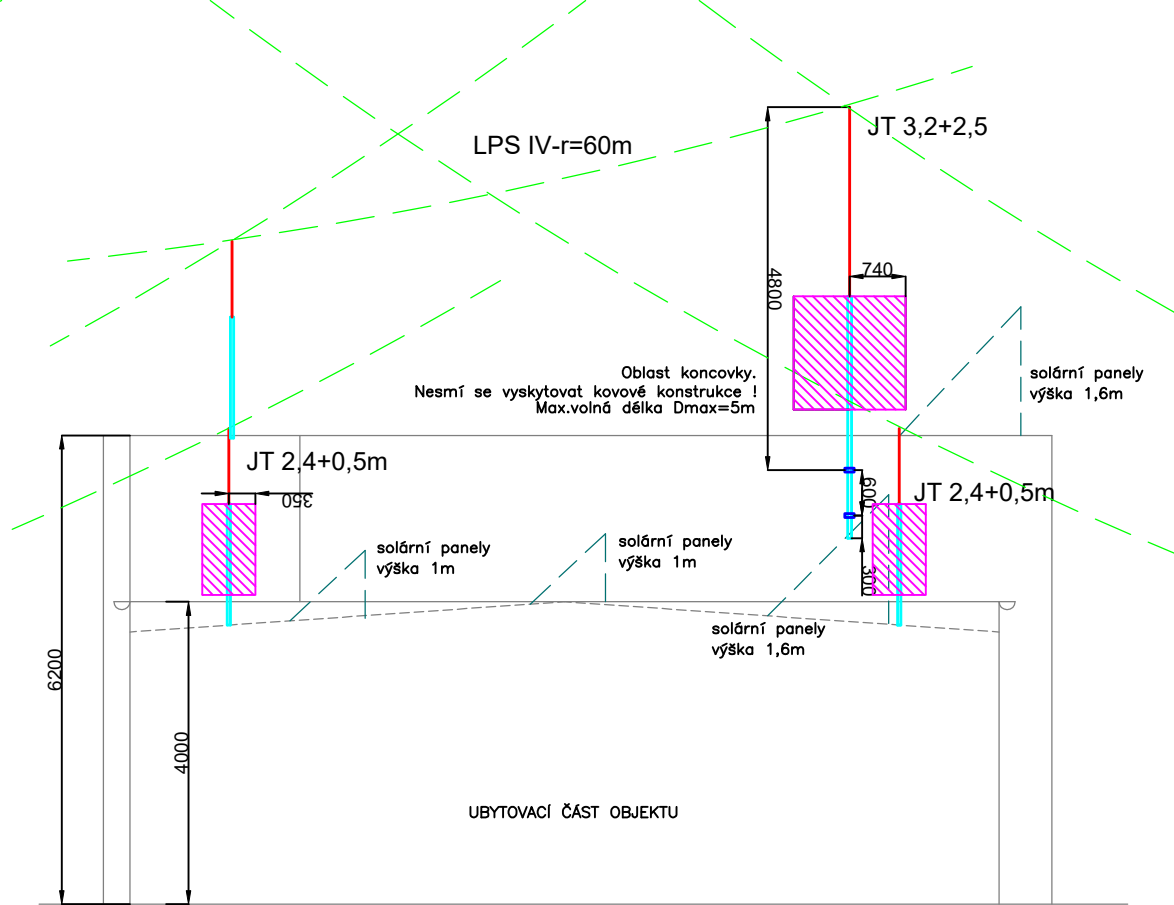 JT 3,2+2,5
LPS IV-r=60m
740
4800
Oblast koncovky.
Nesmí se vyskytovat kovové konstrukce !
Max.volná délka Dmax=5m
solární panely
výška 1,6m
JT 2,4+0,5m
350
600
JT 2,4+0,5m
solární panely
výška 1m
solární panely
výška 1m
300
solární panely
výška 1,6m
6200
4000
UBYTOVACÍ ČÁST OBJEKTU